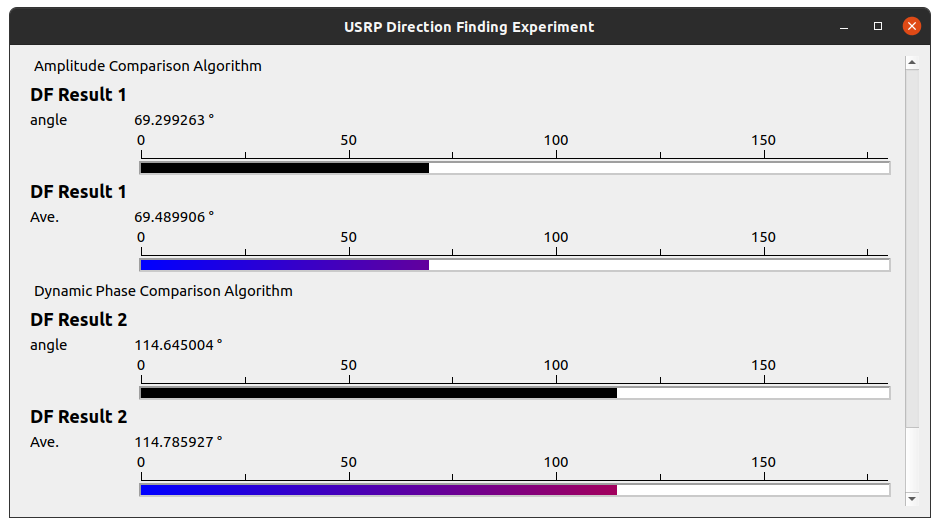 USRP Direction Finding Experiment
Amplitude Comparison Algorithm
DF Result 1
angle 69.299263 °
0 50 100 150
DF Result 1
Ave. 69.489906 °
0 50 100 150
Dynamic Phase Comparison Algorithm
DF Result 2
angle 114.645004 °
0 50 100 150
DF Result 2
Ave. 114.785927 °
0 50 100 150